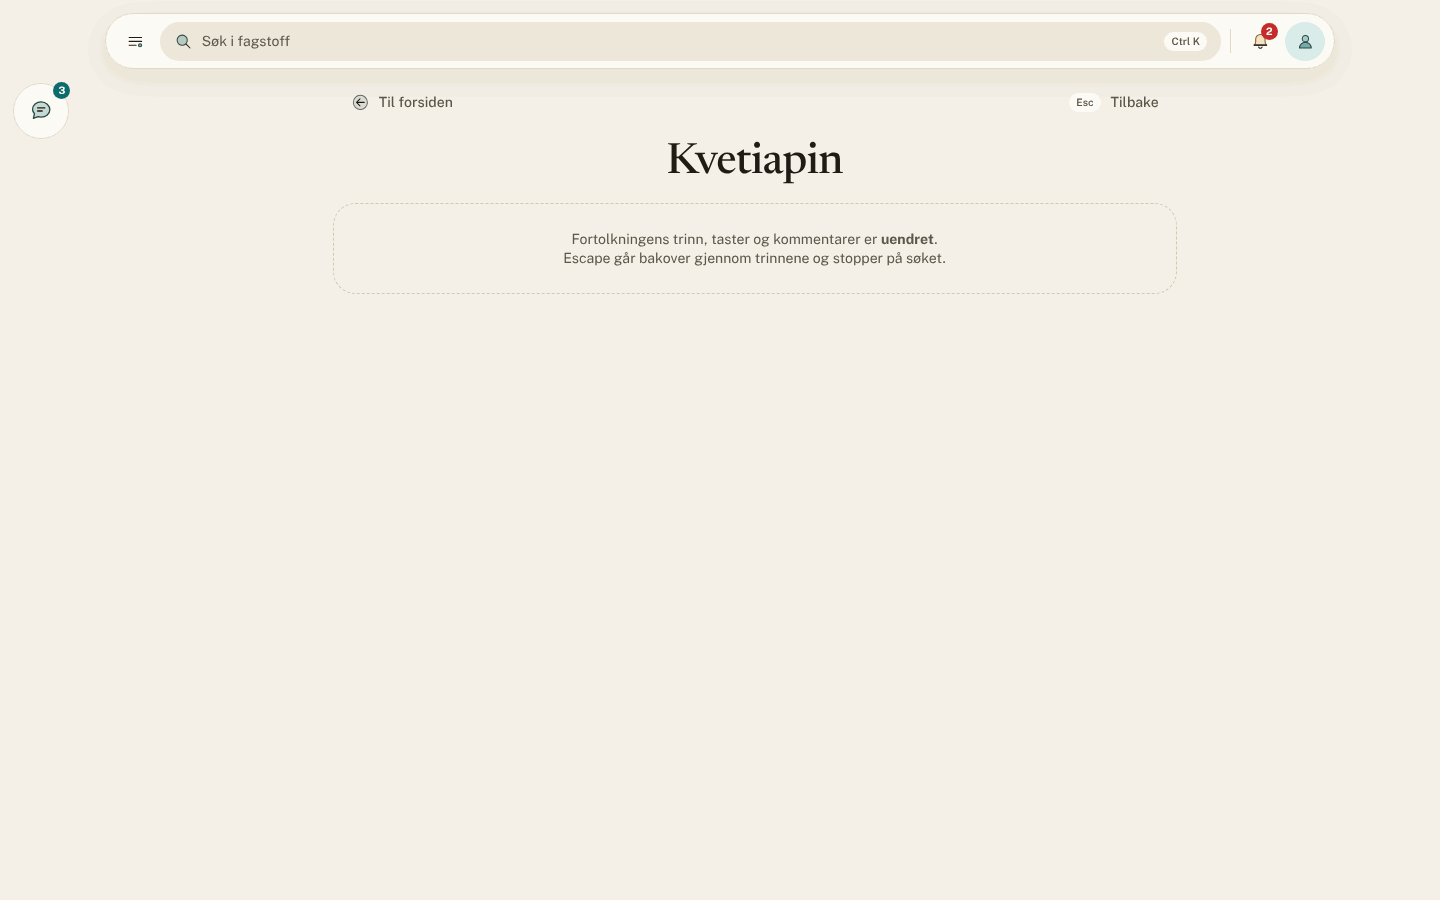 Søk i fagstoff
Ctrl K
2
3
Til forsiden
Esc
Tilbake
Kvetiapin
Fortolkningens trinn, taster og kommentarer er uendret.
Escape går bakover gjennom trinnene og stopper på søket.